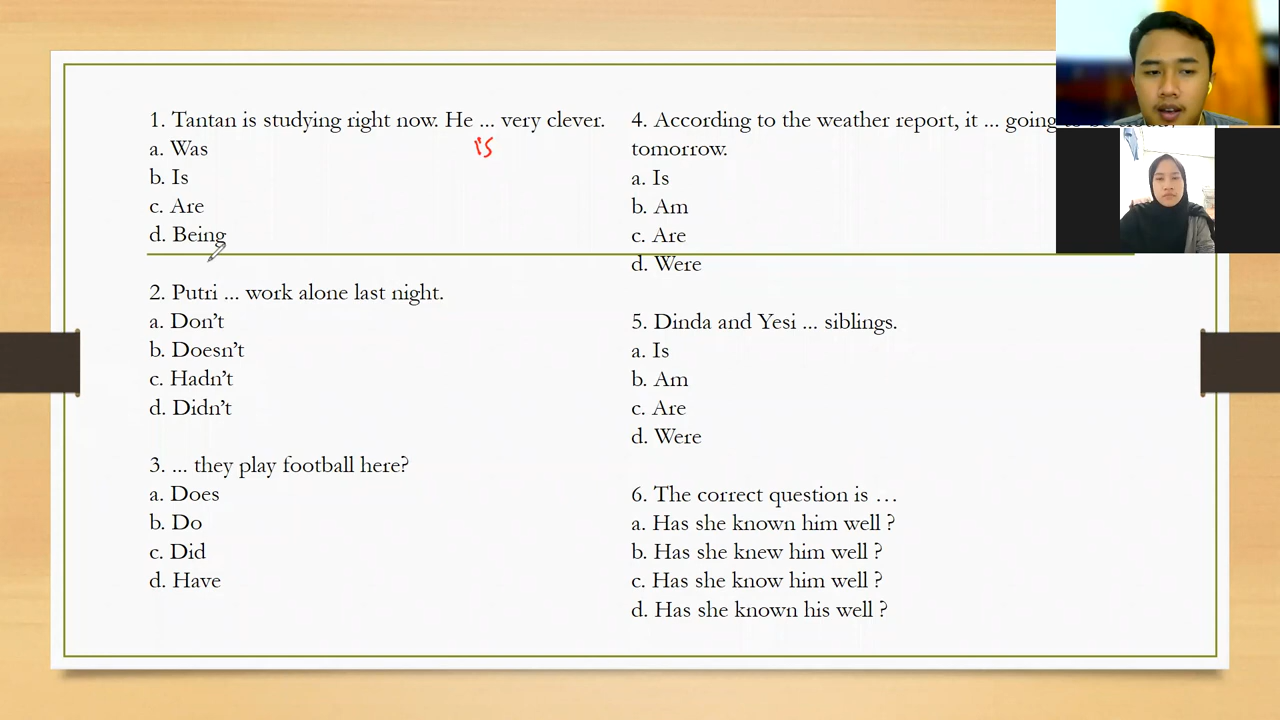 1. Tantan is studying right now. He ... very clever.
is
a. Was
b. Is
c. Are
d. Being
2. Putri ... work alone last night.
a. Don't
b. Doesn't
c. Hadn't
d. Didn't
3. ... they play football here?
a. Does
b. Do
c. Did
d. Have
4. According to the weather report, it ... going to be
tomorrow.
a. Is
b. Am
c. Are
d. Were
5. Dinda and Yesi ... siblings.
a. Is
b. Am
c. Are
d. Were
6. The correct question is …
a. Has she known him well ?
b. Has she knew him well ?
c. Has she know him well ?
d. Has she known his well ?